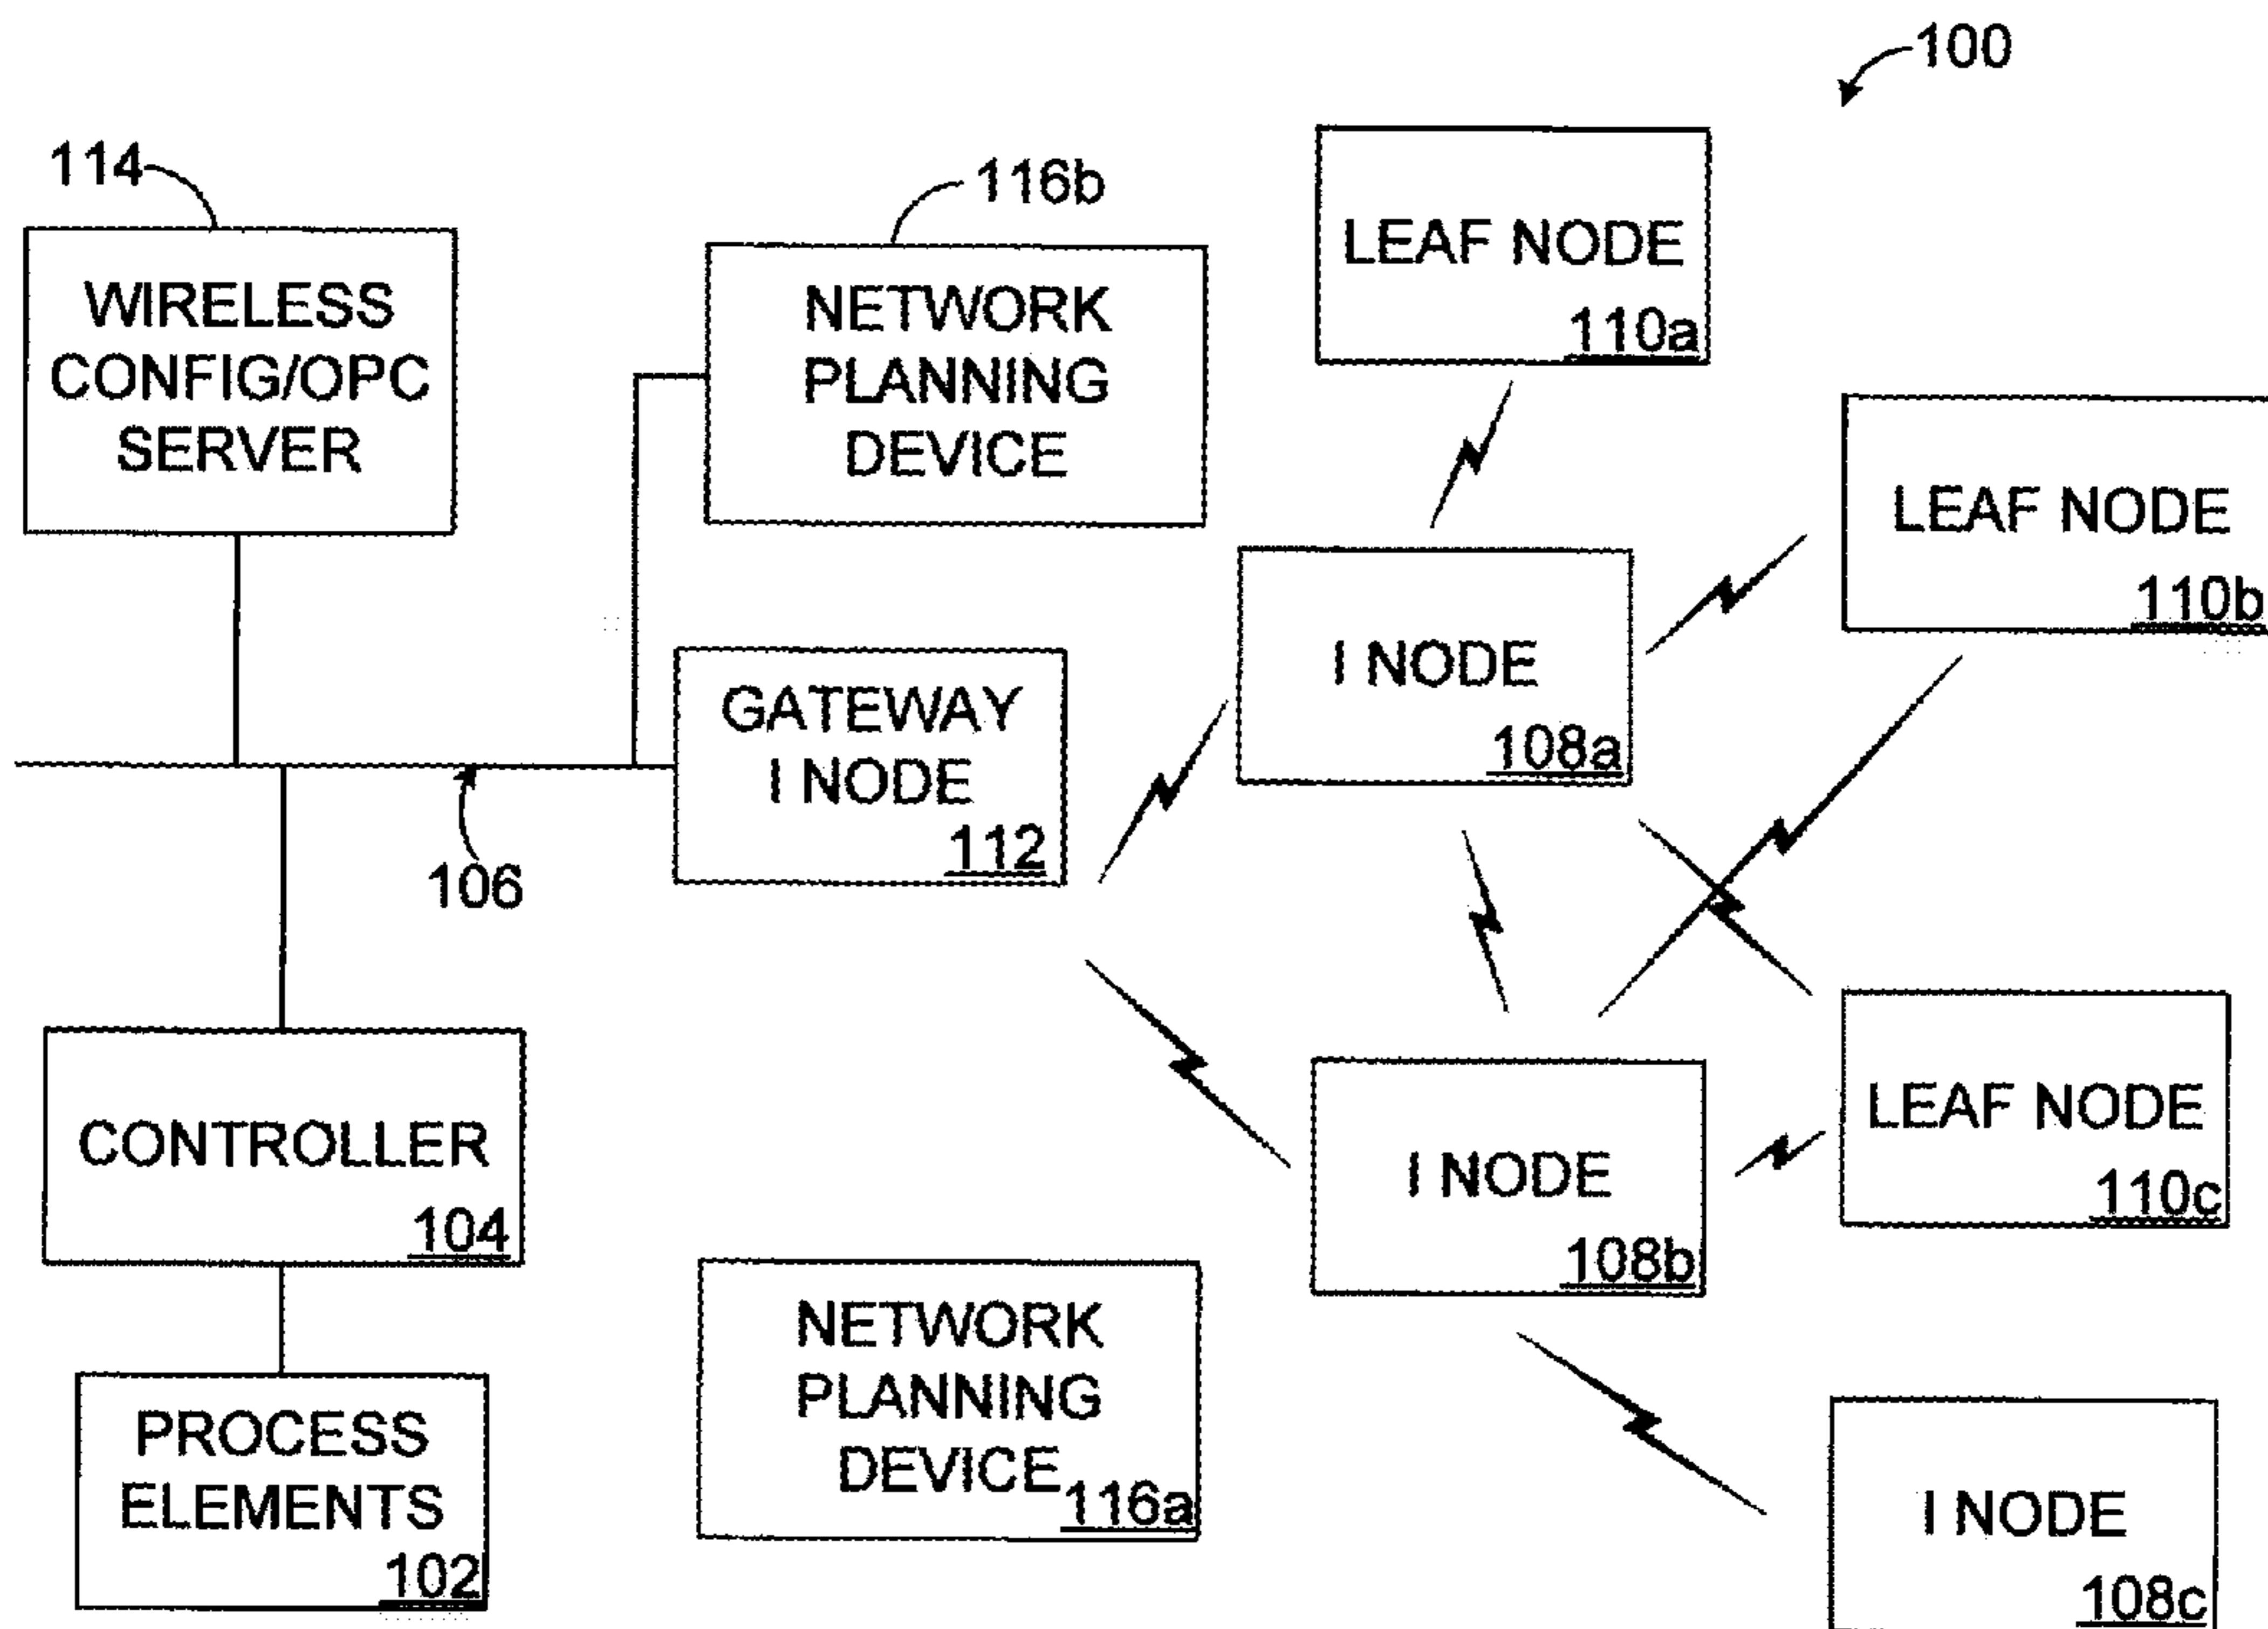 100
114
WIRELESS
CONFIG/OPC
SERVER
116b
NETWORK
PLANNING
DEVICE
LEAF NODE
110a
LEAF NODE
110b
I NODE
108a
GATEWAY
I NODE
112
106
CONTROLLER
104
LEAF NODE
110c
I NODE
108b
NETWORK
PLANNING
DEVICE
116a
PROCESS
ELEMENTS
102
I NODE
108c